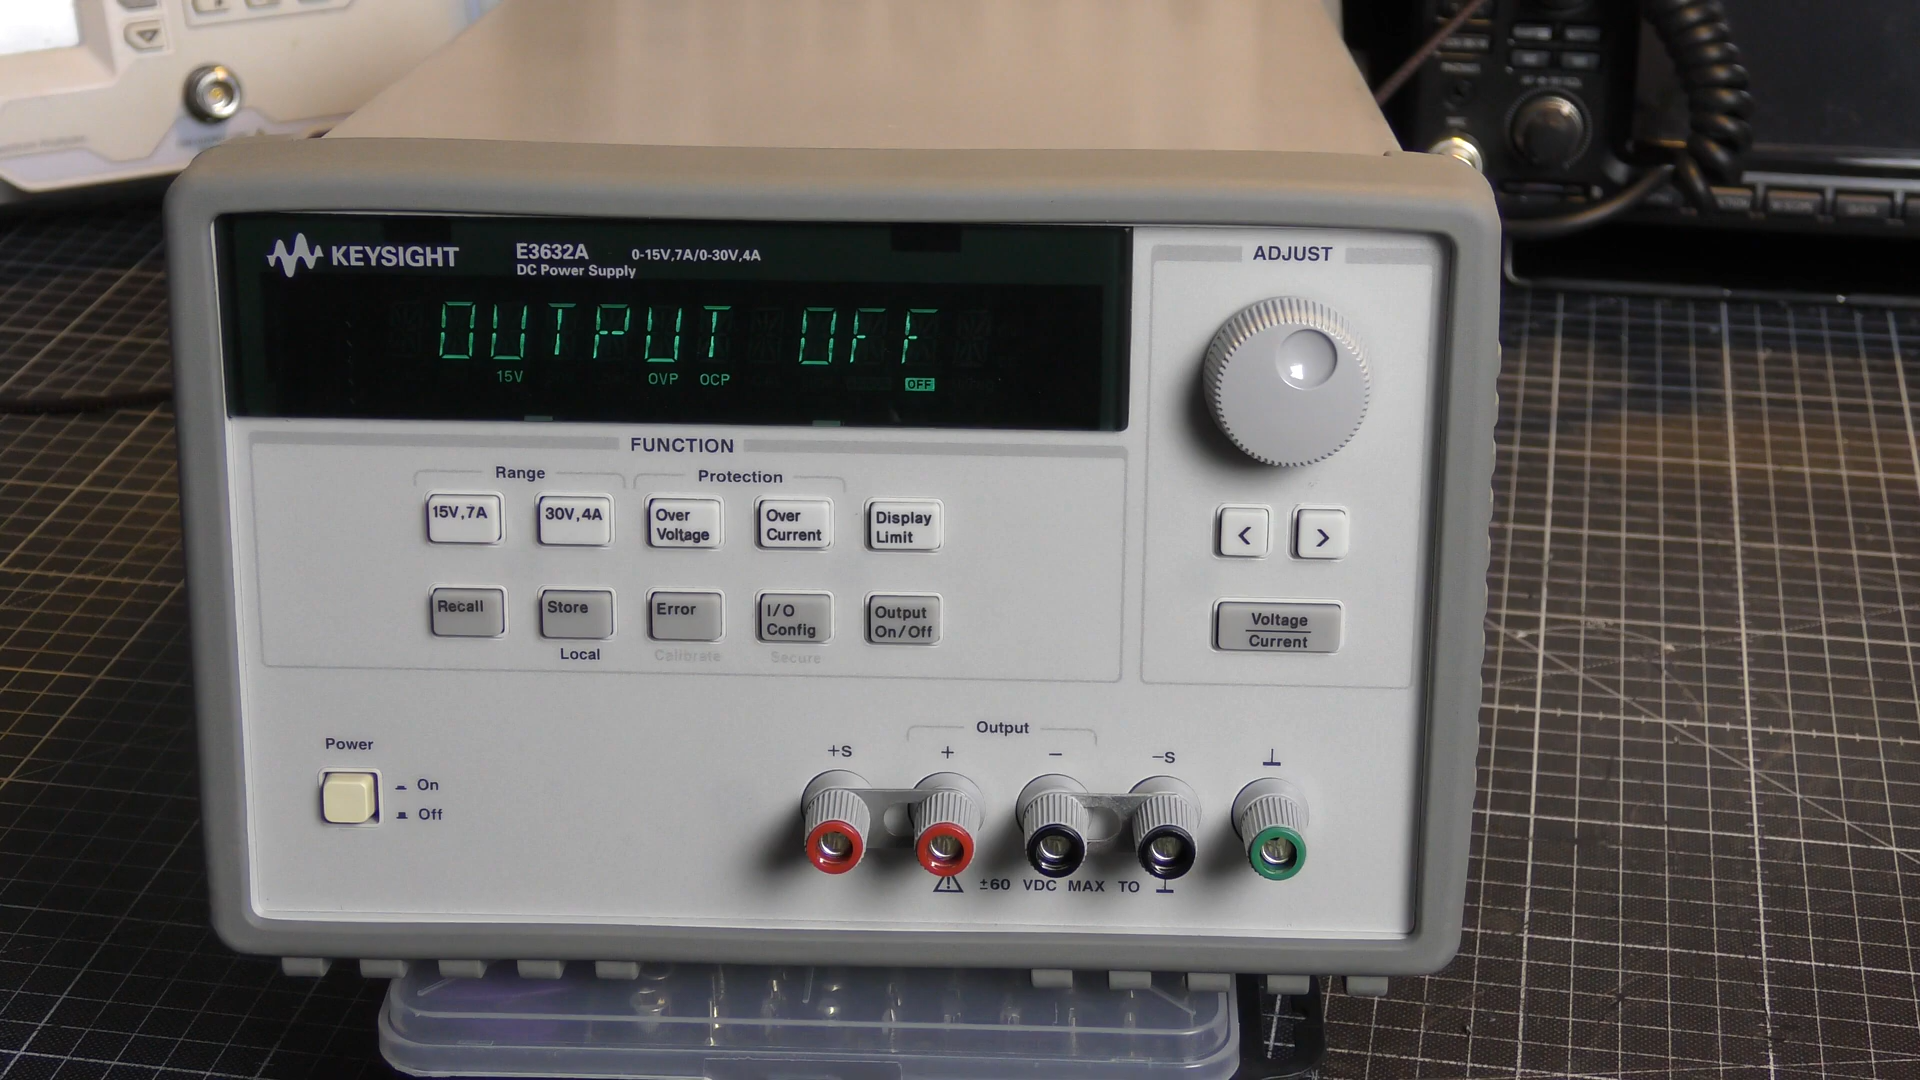 KEYSIGHT
E3632A 0-15V,7A/0-30V,4A
DC Power Supply
OUTPUT OFF
15V OVP OCP OFF
ADJUST
FUNCTION
Range
Protection
15V,7A
30V,4A
Over
Voltage
Over
Current
Display
Limit
<
>
Recall
Store
Error
I/O
Config
Output
On/Off
Voltage
Current
Local
Calibrate
Secure
Power
On
Off
Output
+S
+
−
−S
⊥
⚠ ±60 VDC MAX TO ⊥